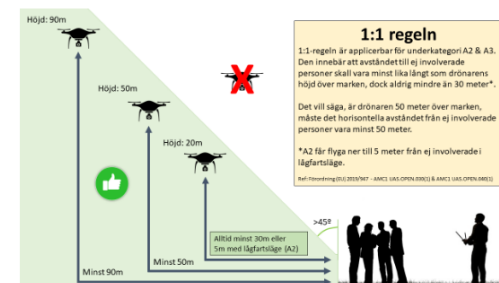 Höjd: 90m
1:1 regeln
1:1-regeln är applicerbar för underkategori A2 & A3.
Den innebär att avståndet till ej involverade
personer skall vara minst lika långt som drönarens
höjd över marken, dock aldrig mindre än 30 meter*.
Det vill säga, är drönaren 50 meter över marken,
måste det horisontella avståndet från ej involverade
personer vara minst 50 meter.
*A2 får flyga ner till 5 meter från ej involverade i
lågfartsläge.
Ref: Förordning (EU) 2019/947 - AMC1 UAS.OPEN.030(1) & AMC1 UAS.OPEN.040(1)
Höjd: 50m
Höjd: 20m
>45º
Alltid minst 30m eller
5m med lågfartsläge (A2)
Minst 50m
Minst 90m